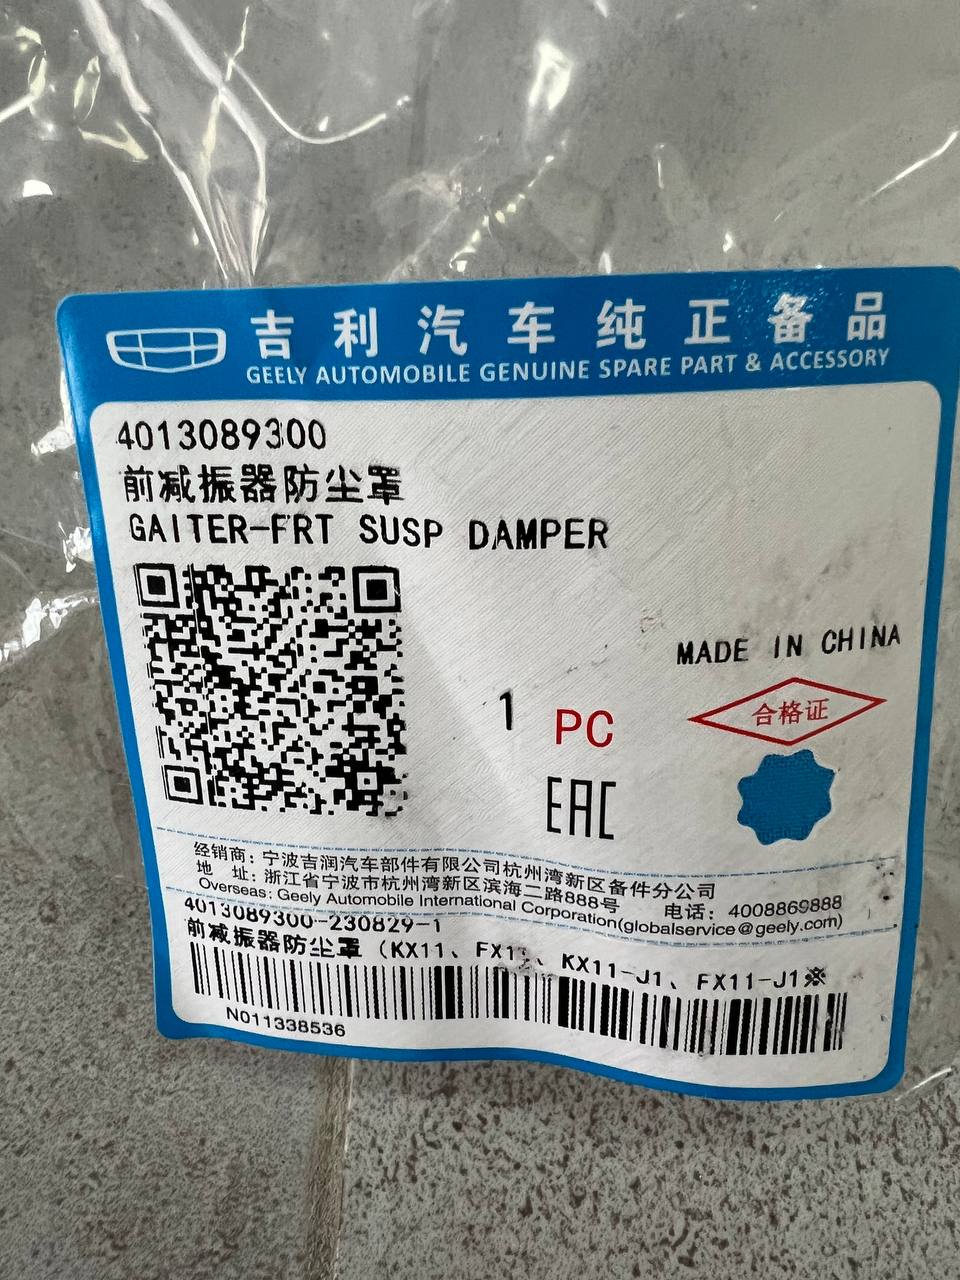 吉利汽车纯正备品
GEELY AUTOMOBILE GENUINE SPARE PART & ACCESSORY
4013089300
前减振器防尘罩
GAITER-FRT SUSP DAMPER
MADE IN CHINA
1 PC
合格证
EAC
经销商：宁波吉润汽车部件有限公司杭州湾新区备件分公司
地 址：浙江省宁波市杭州湾新区滨海二路888号 电话：4008869888
Overseas: Geely Automobile International Corporation(globalservice@geely.com)
4013089300-230829-1
前减振器防尘罩（KX11、FX11、KX11-J1、FX11-J1※
N011338536